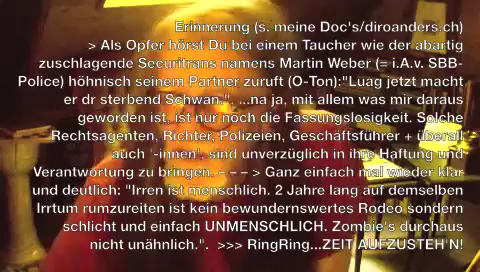 Erinnerung (s. meine Doc's/diroanders.ch)
> Als Opfer hörst Du bei einem Taucher wie der abartig
zuschlagende Securitrans namens Martin Weber (= i.A.v. SBB-
Police) höhnisch seinem Partner zuruft (O-Ton):"Luag jetzt macht
er dr sterbend Schwan.". ...na ja, mit allem was mir daraus
geworden ist, ist nur noch die Fassungslosigkeit. Solche
Rechtsagenten, Richter, Polizeien, Geschäftsführer + überall
auch '-innen', sind unverzüglich in ihre Haftung und
Verantwortung zu bringen. – – – > Ganz einfach mal wieder klar
und deutlich: "Irren ist menschlich. 2 Jahre lang auf demselben
Irrtum rumzureiten ist kein bewundernswertes Rodeo sondern
schlicht und einfach UNMENSCHLICH. Zombie's durchaus
nicht unähnlich.".  >>> RingRing...ZEIT AUFZUSTEH'N!